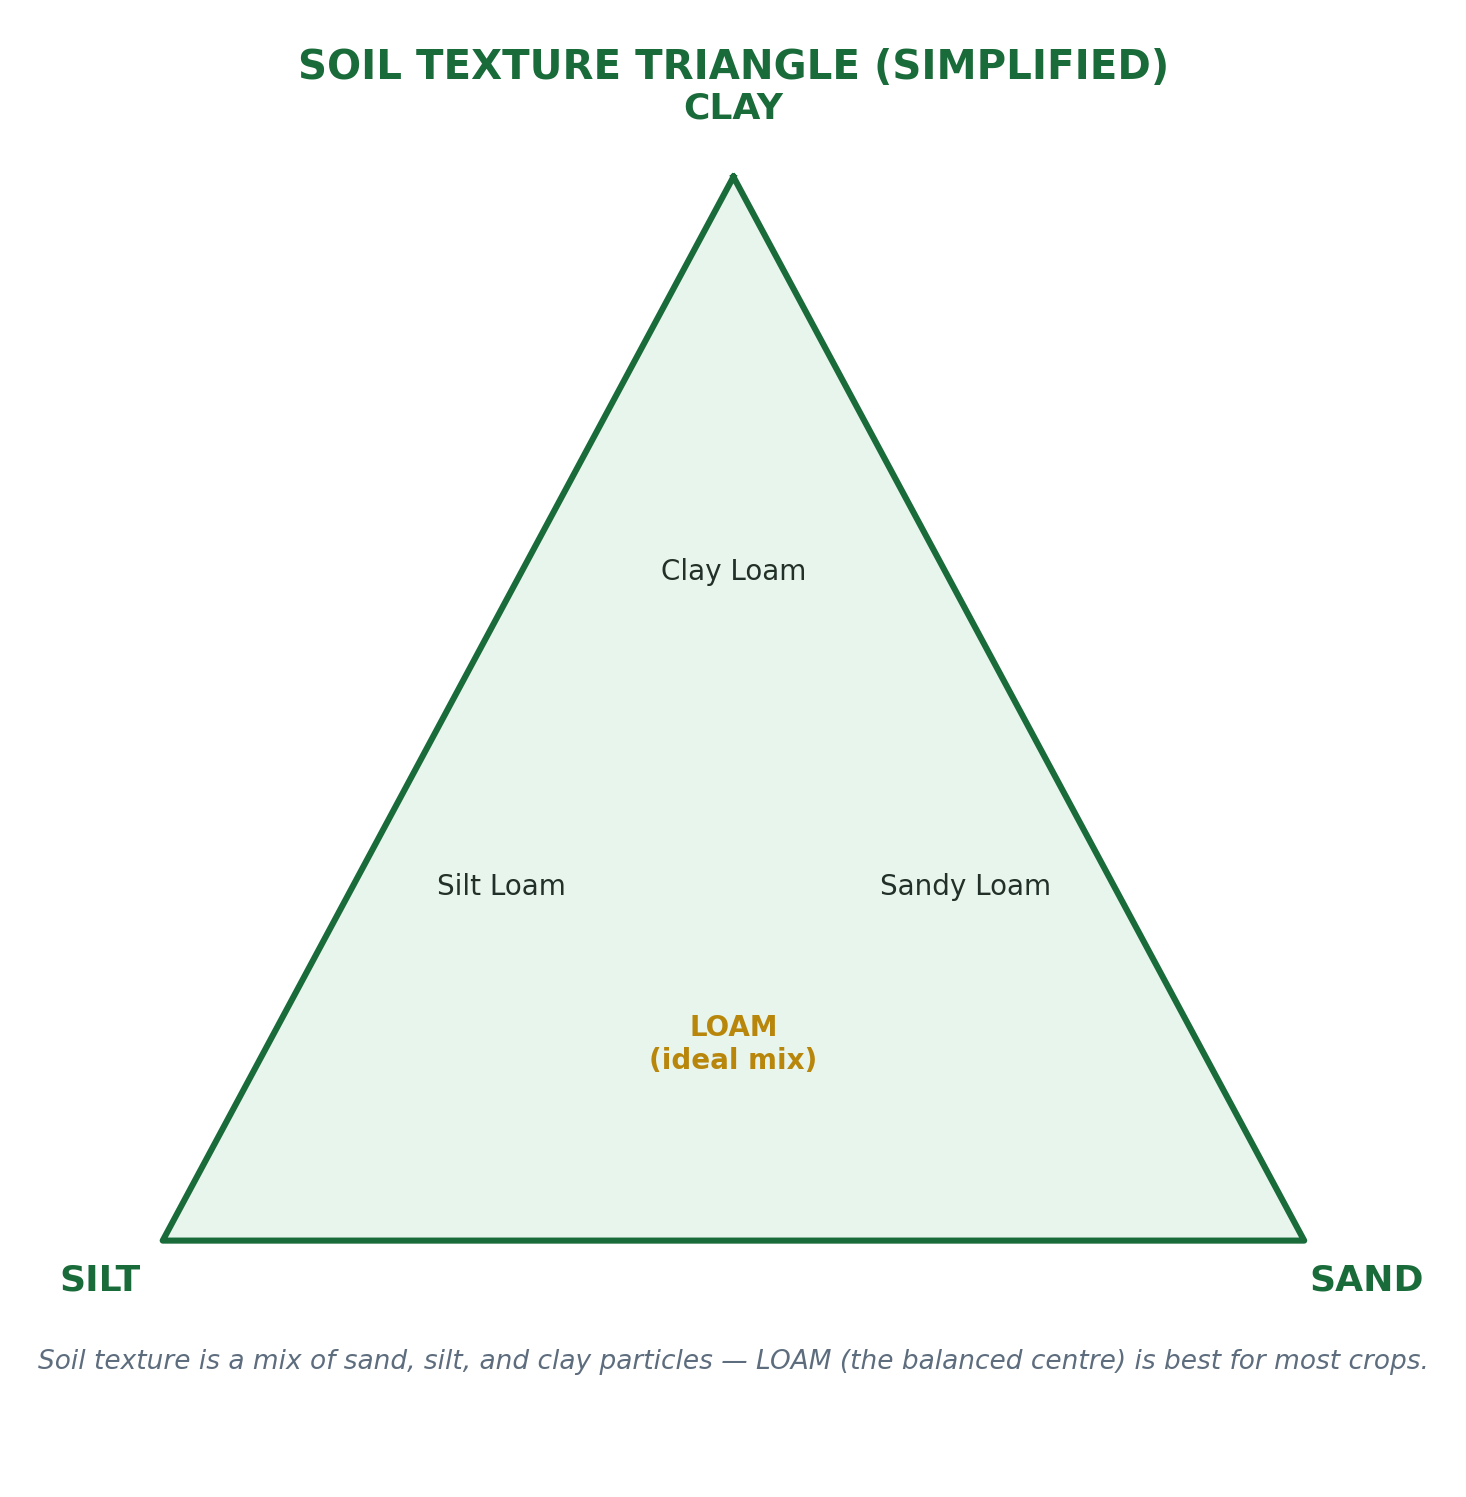 SOIL TEXTURE TRIANGLE (SIMPLIFIED)
CLAY
Clay Loam
Silt Loam
Sandy Loam
LOAM
(ideal mix)
SILT
SAND
Soil texture is a mix of sand, silt, and clay particles — LOAM (the balanced centre) is best for most crops.